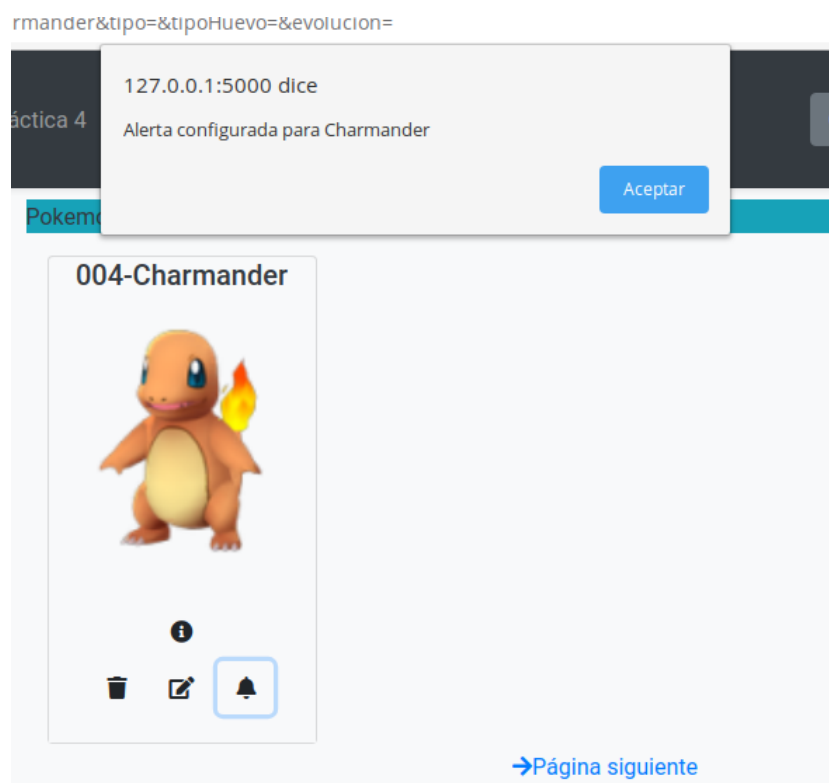 rmander&tipo=&tipoHuevo=&evolucion=
127.0.0.1:5000 dice
áctica 4
Alerta configurada para Charmander
Aceptar
Pokem
004-Charmander
Página siguiente